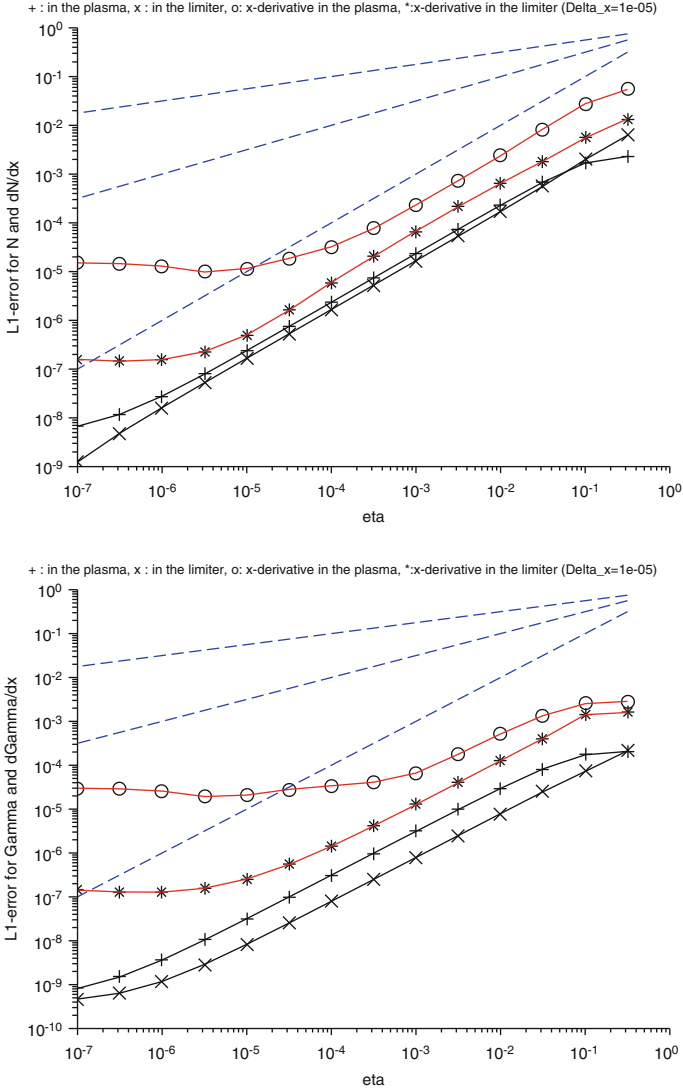 + : in the plasma, x : in the limiter, o: x-derivative in the plasma, *:x-derivative in the limiter (Delta_x=1e-05)
10^0
10^-1
10^-2
10^-3
10^-4
10^-5
10^-6
10^-7
10^-8
10^-9
L1-error for N and dN/dx
10^-7 10^-6 10^-5 10^-4 10^-3 10^-2 10^-1 10^0
eta
+ : in the plasma, x : in the limiter, o: x-derivative in the plasma, *:x-derivative in the limiter (Delta_x=1e-05)
10^0
10^-1
10^-2
10^-3
10^-4
10^-5
10^-6
10^-7
10^-8
10^-9
10^-10
L1-error for Gamma and dGamma/dx
10^-7 10^-6 10^-5 10^-4 10^-3 10^-2 10^-1 10^0
eta